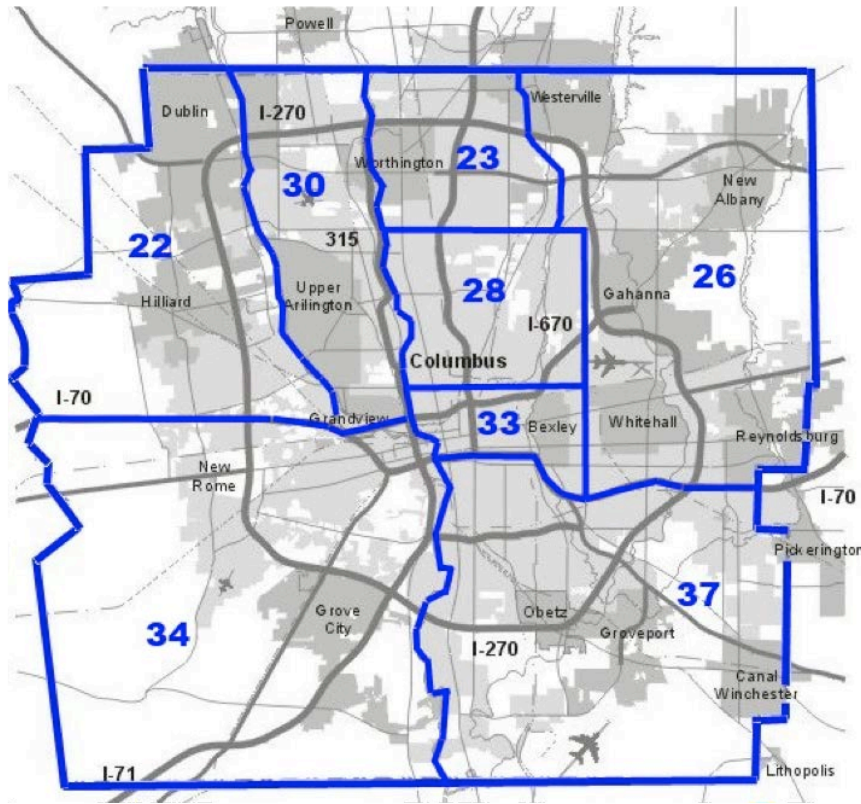 Powell
Dublin
I-270
Westerville
Worthington
23
30
New
Albany
22
315
Hilliard
Upper
Arilington
28
26
Gahanna
I-670
Columbus
I-70
Grandview
33
Bexley
Whitehall
Reynoldsburg
New
Rome
I-70
Pickerington
34
Grove
City
Obetz
37
Groveport
I-270
Canal
Winchester
I-71
Lithopolis